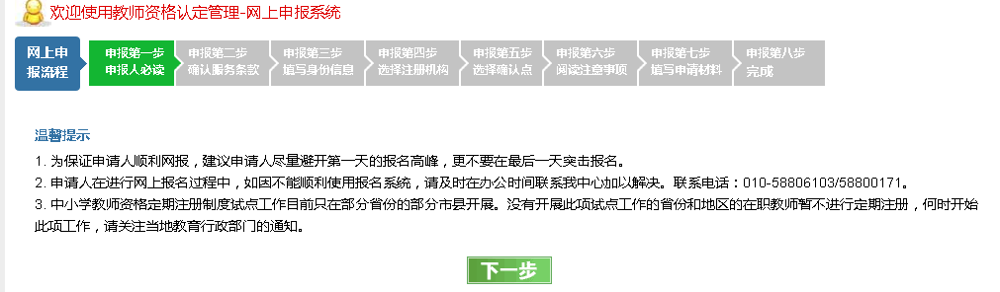 欢迎使用教师资格认定管理-网上申报系统
网上申
报流程
申报第一步
申报人必读
申报第二步
确认服务条款
申报第三步
填写身份信息
申报第四步
选择注册机构
申报第五步
选择确认点
申报第六步
阅读注意事项
申报第七步
填写申请材料
申报第八步
完成
温馨提示
1. 为保证申请人顺利网报，建议申请人尽量避开第一天的报名高峰，更不要在最后一天突击报名。
2. 申请人在进行网上报名过程中，如因不能顺利使用报名系统，请及时在办公时间联系我中心加以解决。联系电话：010-58806103/58800171。
3. 中小学教师资格定期注册制度试点工作目前只在部分省份的部分市县开展。没有开展此项试点工作的省份和地区的在职教师暂不进行定期注册，何时开始
此项工作，请关注当地教育行政部门的通知。
下一步